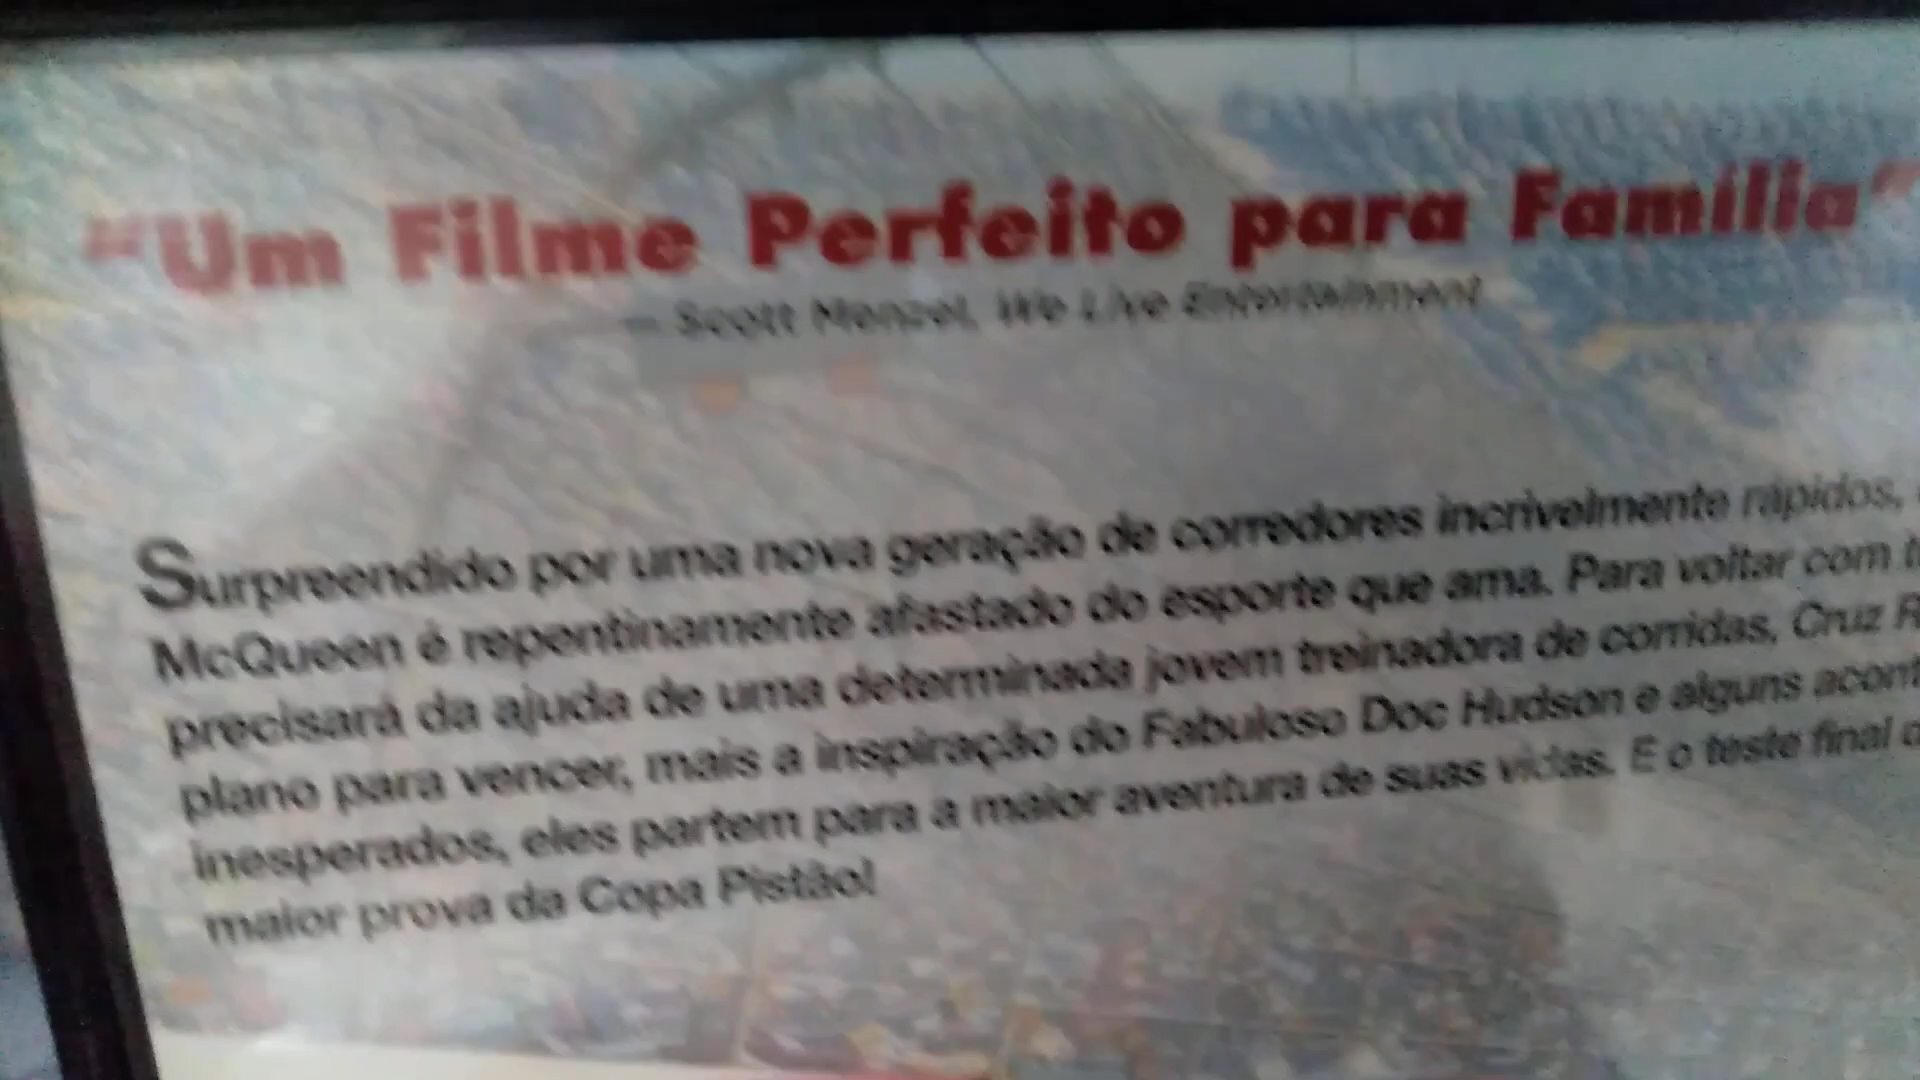 "Um Filme Perfeito para Família"
— Scott Menzel, We Live Entertainment
Surpreendido por uma nova geração de corredores incrivelmente rápidos,
McQueen é repentinamente afastado do esporte que ama. Para voltar com
precisará da ajuda de uma determinada jovem treinadora de corridas, Cruz
plano para vencer, mais a inspiração do Fabuloso Doc Hudson e alguns
inesperados, eles partem para a maior aventura de suas vidas. E o teste final
maior prova da Copa Pistão!